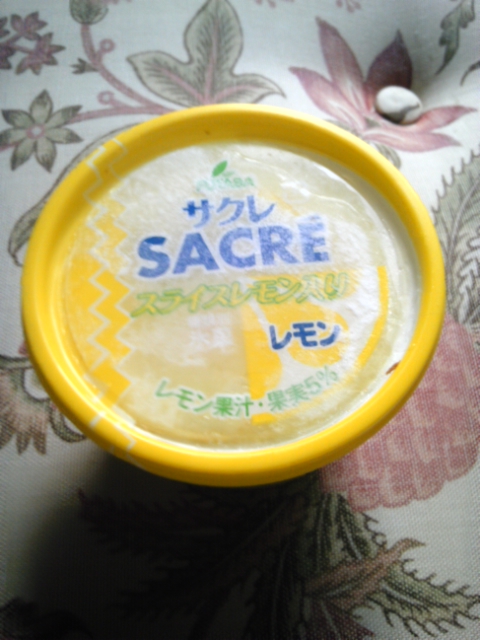 FUTABA
サクレ
SACRÉ
スライスレモン入り
レモン
レモン果汁・果実5%